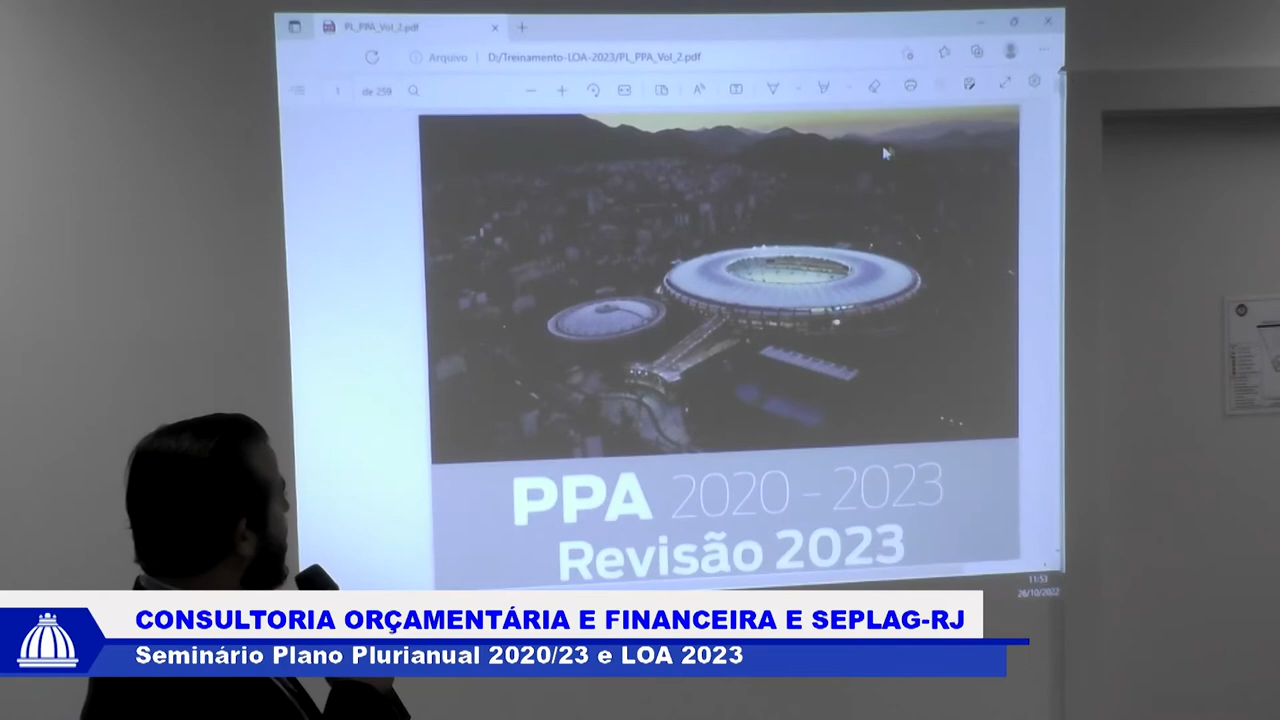 PL_PPA_Vol_2.pdf
Arquivo
D:/Treinamento-LOA-2023/PL_PPA_Vol_2.pdf
1 de 259
PPA 2020 - 2023
Revisão 2023
11:53
26/10/2022
CONSULTORIA ORÇAMENTÁRIA E FINANCEIRA E SEPLAG-RJ
Seminário Plano Plurianual 2020/23 e LOA 2023